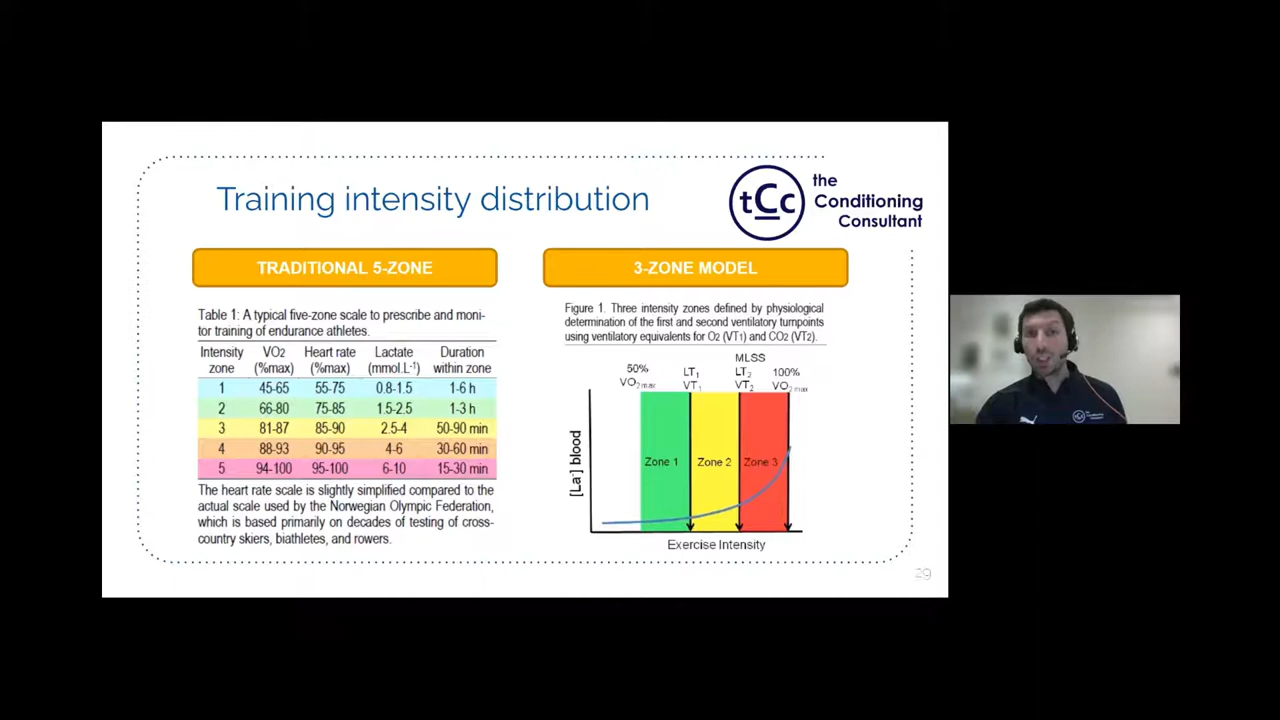 Training intensity distribution
tCc
the
Conditioning
Consultant
TRADITIONAL 5-ZONE
Table 1: A typical five-zone scale to prescribe and moni-
tor training of endurance athletes.
Intensity zone VO2 (%max) Heart rate (%max) Lactate (mmol.L-1) Duration within zone
1 45-65 55-75 0.8-1.5 1-6 h
2 66-80 75-85 1.5-2.5 1-3 h
3 81-87 85-90 2.5-4 50-90 min
4 88-93 90-95 4-6 30-60 min
5 94-100 95-100 6-10 15-30 min
The heart rate scale is slightly simplified compared to the
actual scale used by the Norwegian Olympic Federation,
which is based primarily on decades of testing of cross-
country skiers, biathletes, and rowers.
3-ZONE MODEL
Figure 1. Three intensity zones defined by physiological
determination of the first and second ventilatory turnpoints
using ventilatory equivalents for O2 (VT1) and CO2 (VT2).
50%
VO2max
LT1
VT1
MLSS
LT2
VT2
100%
VO2max
[La-] blood
Zone 1
Zone 2
Zone 3
Exercise Intensity
29